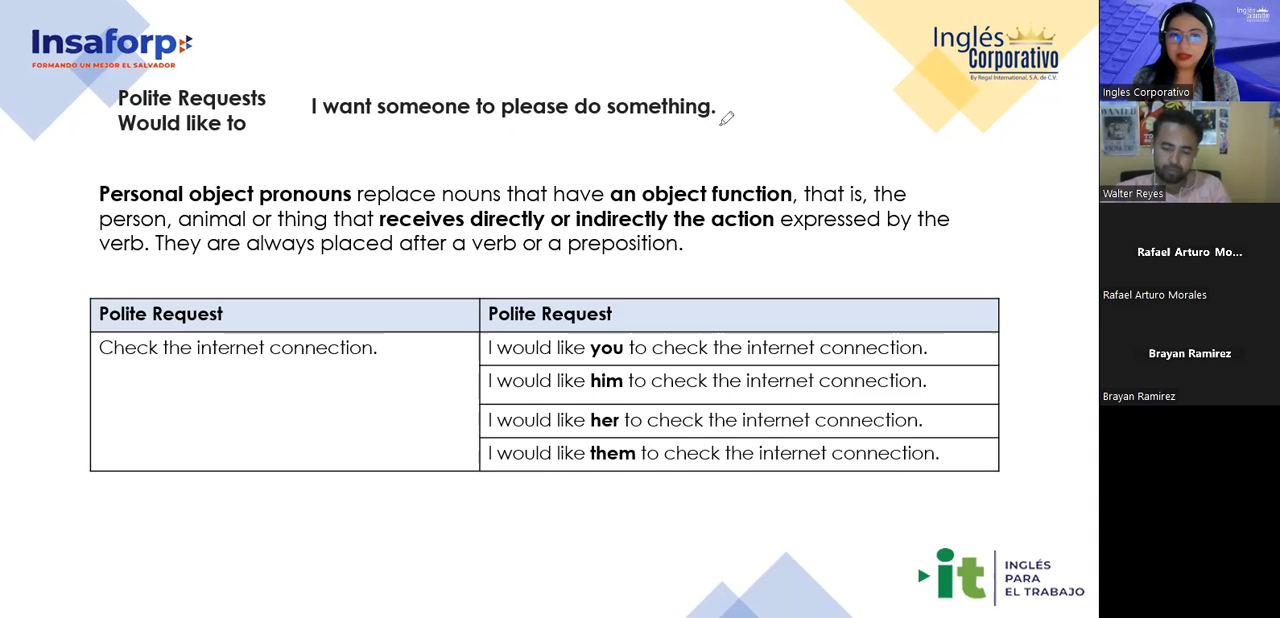 Insaforp
FORMANDO UN MEJOR EL SALVADOR
Inglés
Corporativo
By Regal International, S.A. de C.V.
Polite Requests
Would like to
I want someone to please do something.
Personal object pronouns replace nouns that have an object function, that is, the
person, animal or thing that receives directly or indirectly the action expressed by the
verb. They are always placed after a verb or a preposition.
Polite Request
Polite Request
Check the internet connection.
I would like you to check the internet connection.
I would like him to check the internet connection.
I would like her to check the internet connection.
I would like them to check the internet connection.
it
INGLÉS
PARA
EL TRABAJO
Inglés
Ingles Corporativo
WANTED
Walter Reyes
Rafael Arturo Mo...
Rafael Arturo Morales
Brayan Ramirez
Brayan Ramirez